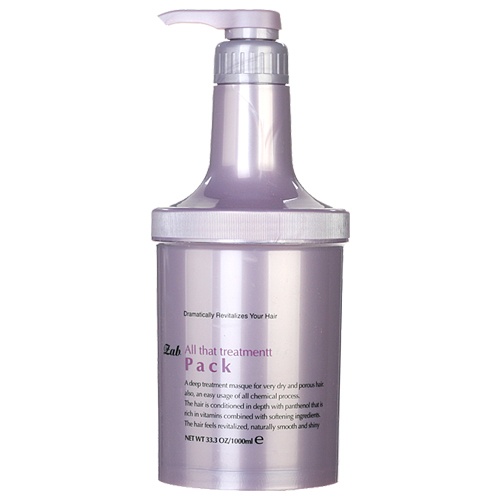 Dramatically Revitalizes Your Hair
Lab All that treatmentt
Pack
A deep treatment masque for very dry and porous hair.
also, an easy usage of all chemical process.
The hair is conditioned in depth with panthenol that is
rich in vitamins combined with softening ingredients.
The hair feels revitalized, naturally smooth and shiny
NET WT 33.3 OZ/1000ml ℮